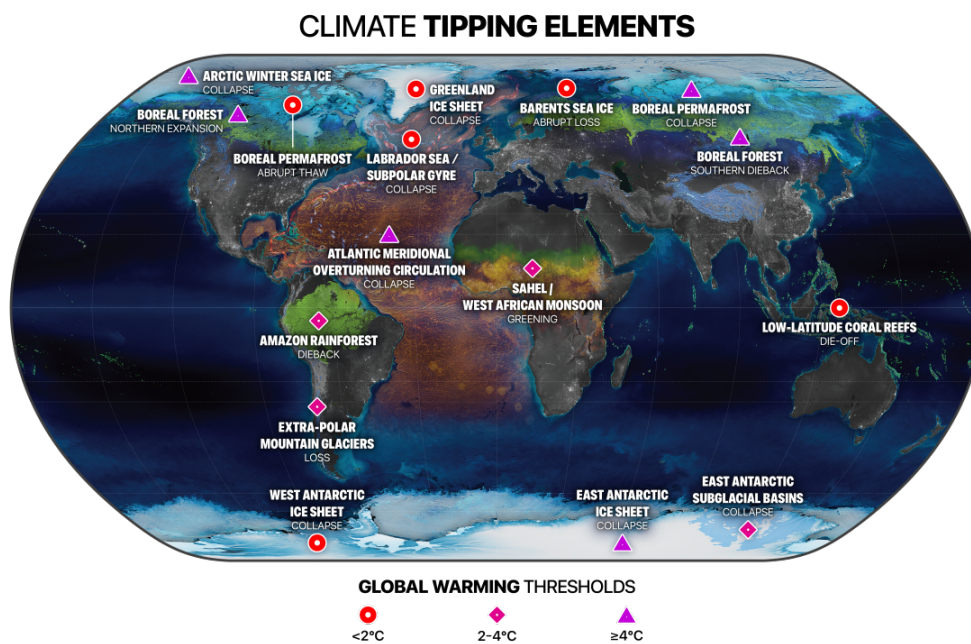 CLIMATE TIPPING ELEMENTS
ARCTIC WINTER SEA ICE
COLLAPSE
GREENLAND
ICE SHEET
COLLAPSE
BARENTS SEA ICE
ABRUPT LOSS
BOREAL PERMAFROST
COLLAPSE
BOREAL FOREST
NORTHERN EXPANSION
BOREAL PERMAFROST
ABRUPT THAW
LABRADOR SEA /
SUBPOLAR GYRE
COLLAPSE
BOREAL FOREST
SOUTHERN DIEBACK
ATLANTIC MERIDIONAL
OVERTURNING CIRCULATION
COLLAPSE
SAHEL /
WEST AFRICAN MONSOON
GREENING
LOW-LATITUDE CORAL REEFS
DIE-OFF
AMAZON RAINFOREST
DIEBACK
EXTRA-POLAR
MOUNTAIN GLACIERS
LOSS
WEST ANTARCTIC
ICE SHEET
COLLAPSE
EAST ANTARCTIC
ICE SHEET
COLLAPSE
EAST ANTARCTIC
SUBGLACIAL BASINS
COLLAPSE
GLOBAL WARMING THRESHOLDS
<2°C
2-4°C
≥4°C